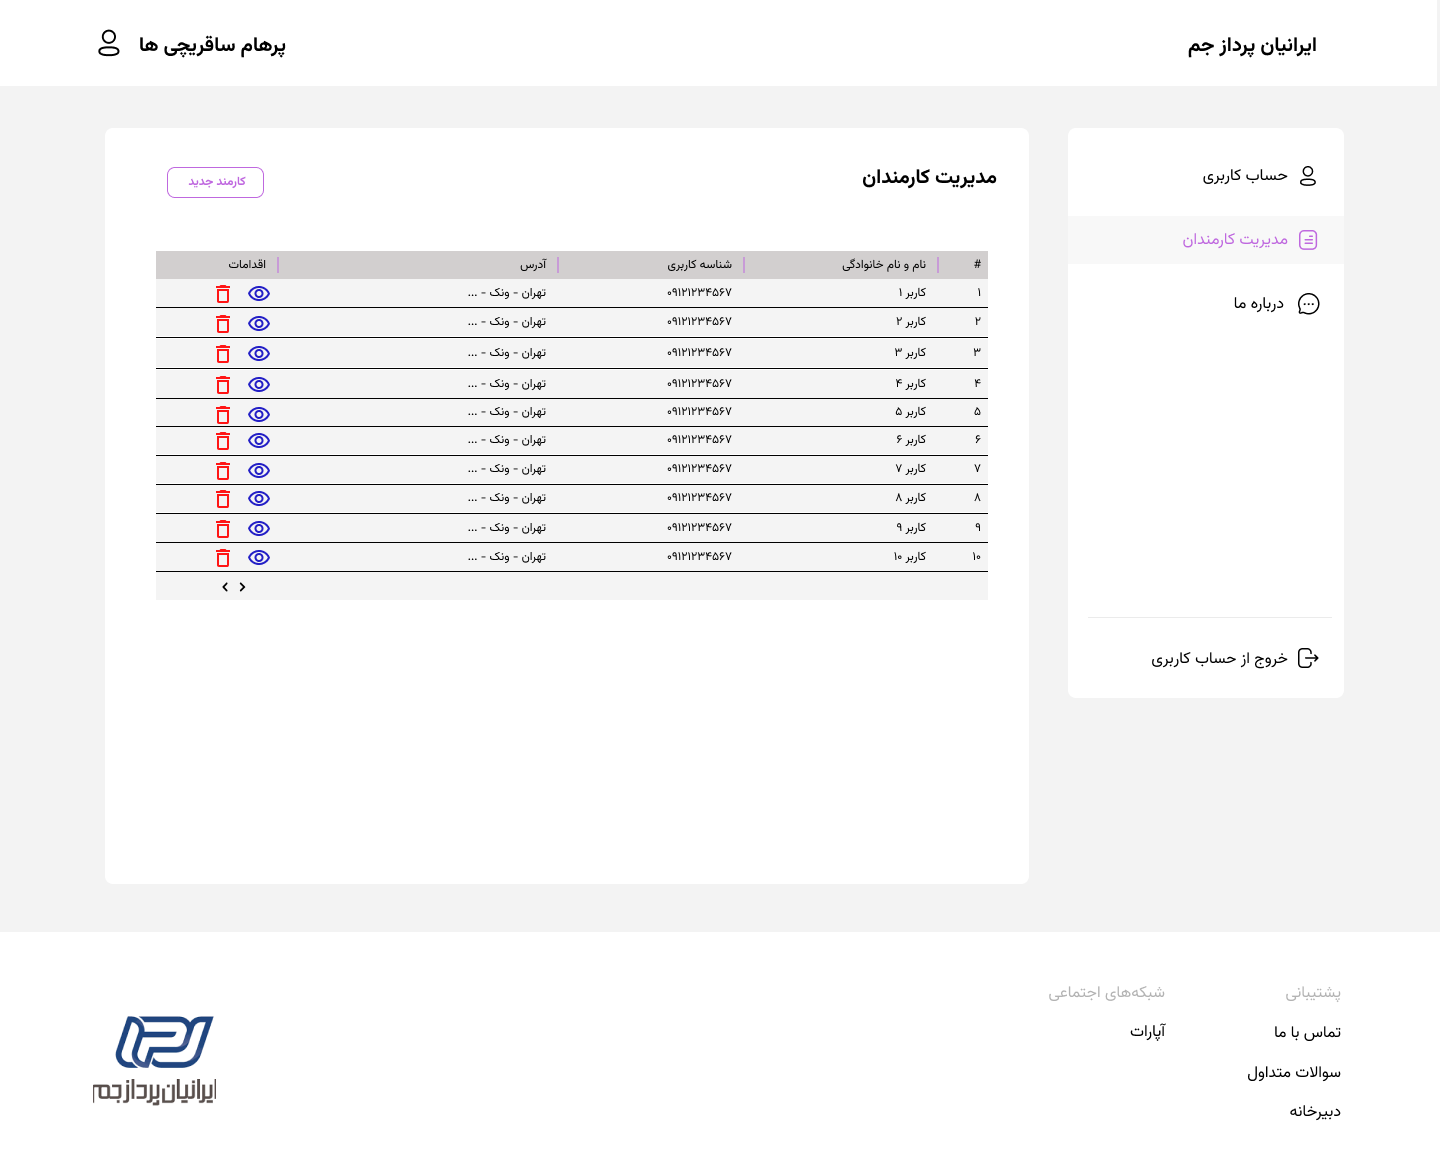 ایرانیان پرداز جم
پرهام ساقریچی ها
حساب کاربری
مدیریت کارمندان
درباره ما
خروج از حساب کاربری
مدیریت کارمندان
کارمند جدید
# نام و نام خانوادگی شناسه کاربری آدرس اقدامات
۱ کاربر ۱ ۰۹۱۲۱۲۳۴۵۶۷ تهران - ونک - ...
۲ کاربر ۲ ۰۹۱۲۱۲۳۴۵۶۷ تهران - ونک - ...
۳ کاربر ۳ ۰۹۱۲۱۲۳۴۵۶۷ تهران - ونک - ...
۴ کاربر ۴ ۰۹۱۲۱۲۳۴۵۶۷ تهران - ونک - ...
۵ کاربر ۵ ۰۹۱۲۱۲۳۴۵۶۷ تهران - ونک - ...
۶ کاربر ۶ ۰۹۱۲۱۲۳۴۵۶۷ تهران - ونک - ...
۷ کاربر ۷ ۰۹۱۲۱۲۳۴۵۶۷ تهران - ونک - ...
۸ کاربر ۸ ۰۹۱۲۱۲۳۴۵۶۷ تهران - ونک - ...
۹ کاربر ۹ ۰۹۱۲۱۲۳۴۵۶۷ تهران - ونک - ...
۱۰ کاربر ۱۰ ۰۹۱۲۱۲۳۴۵۶۷ تهران - ونک - ...
پشتیبانی
تماس با ما
سوالات متداول
دبیرخانه
شبکه‌های اجتماعی
آپارات
ایرانیان پرداز جم